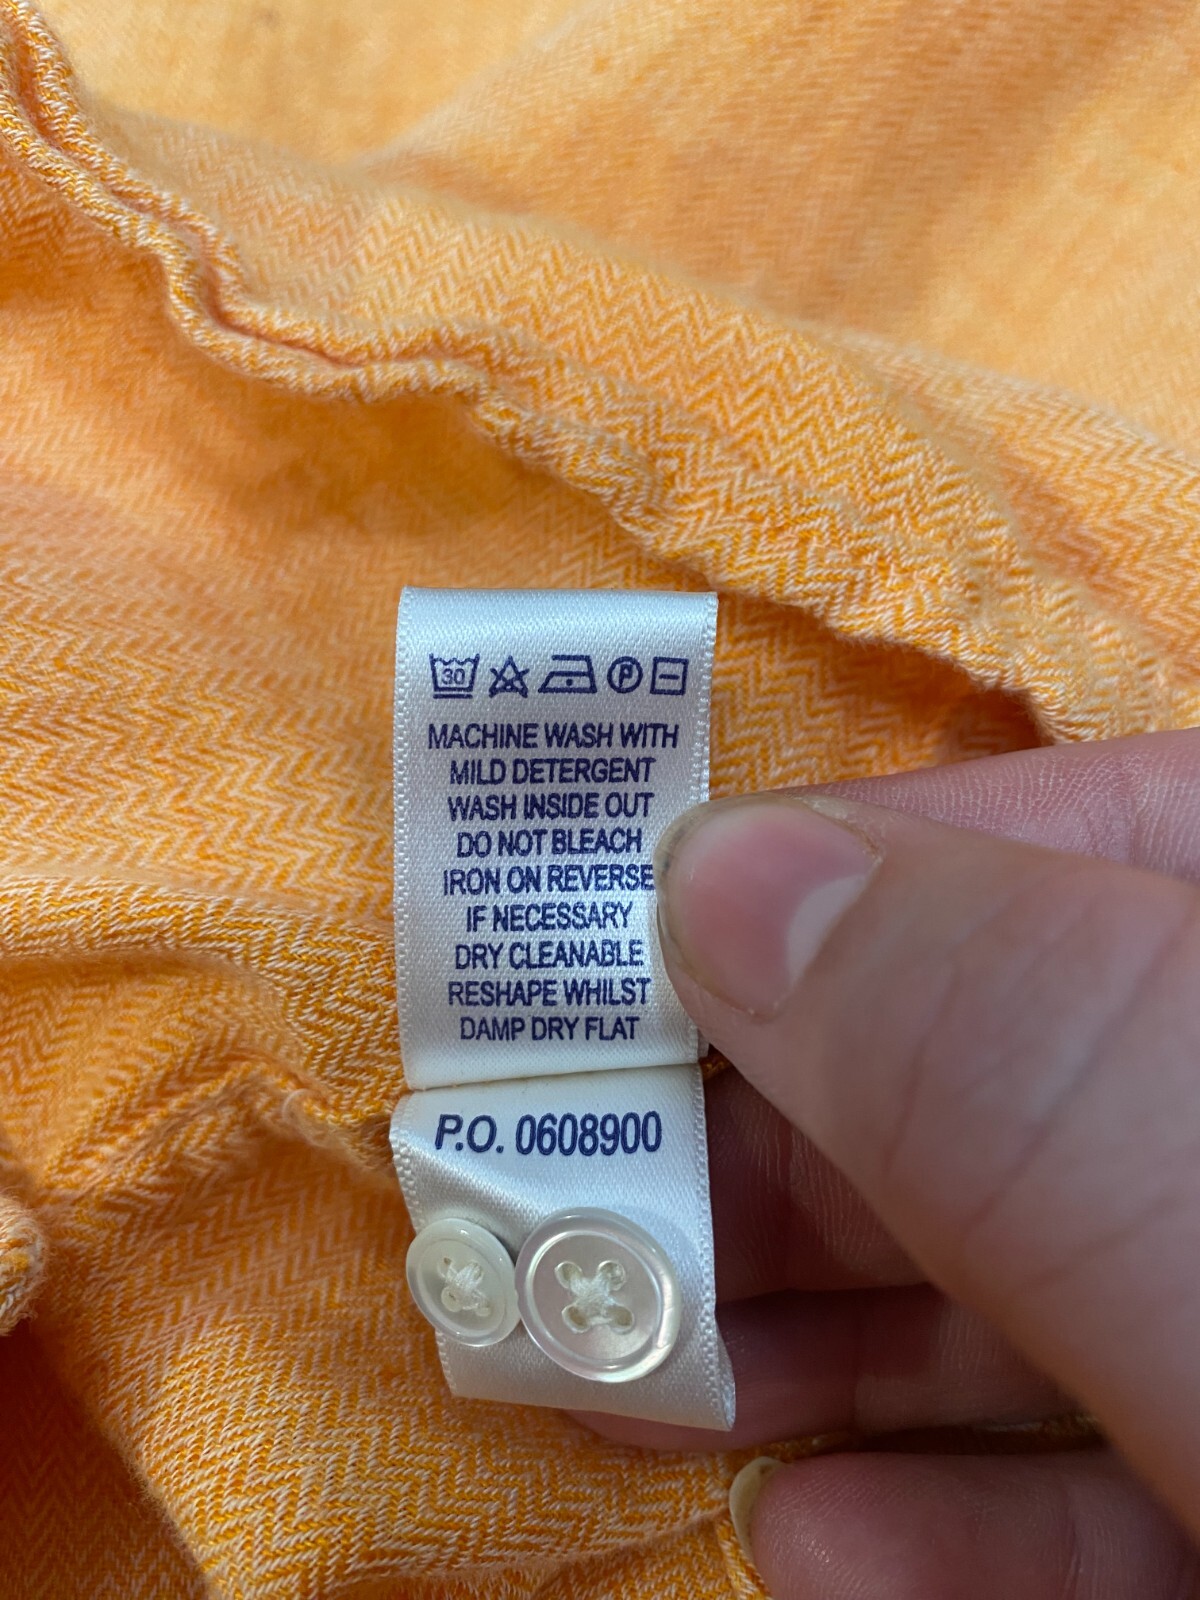 30 P
MACHINE WASH WITH
MILD DETERGENT
WASH INSIDE OUT
DO NOT BLEACH
IRON ON REVERSE
IF NECESSARY
DRY CLEANABLE
RESHAPE WHILST
DAMP DRY FLAT
P.O. 0608900